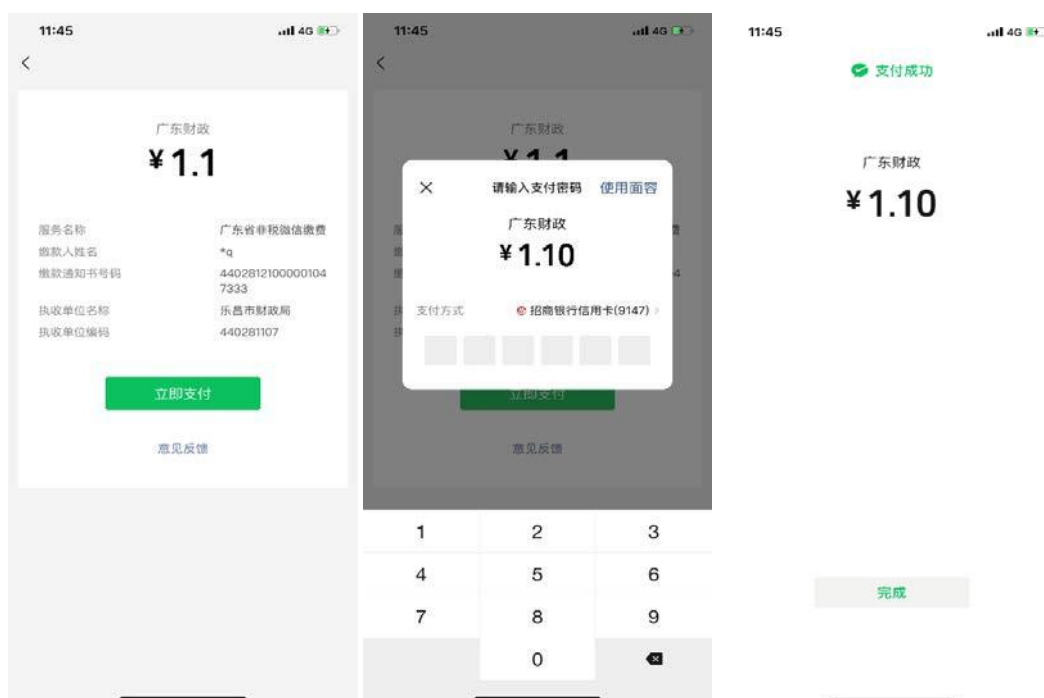 11:45
4G
广东财政
¥1.1
服务名称
广东省非税微信缴费
缴款人姓名
*q
缴款通知书号码
4402812100000104
7333
执收单位名称
乐昌市财政局
执收单位编码
440281107
立即支付
意见反馈
11:45
4G
广东财政
¥1.1
请输入支付密码
使用面容
广东财政
¥1.10
支付方式
招商银行信用卡(9147)
立即支付
意见反馈
1
2
3
4
5
6
7
8
9
0
11:45
4G
支付成功
广东财政
¥1.10
完成